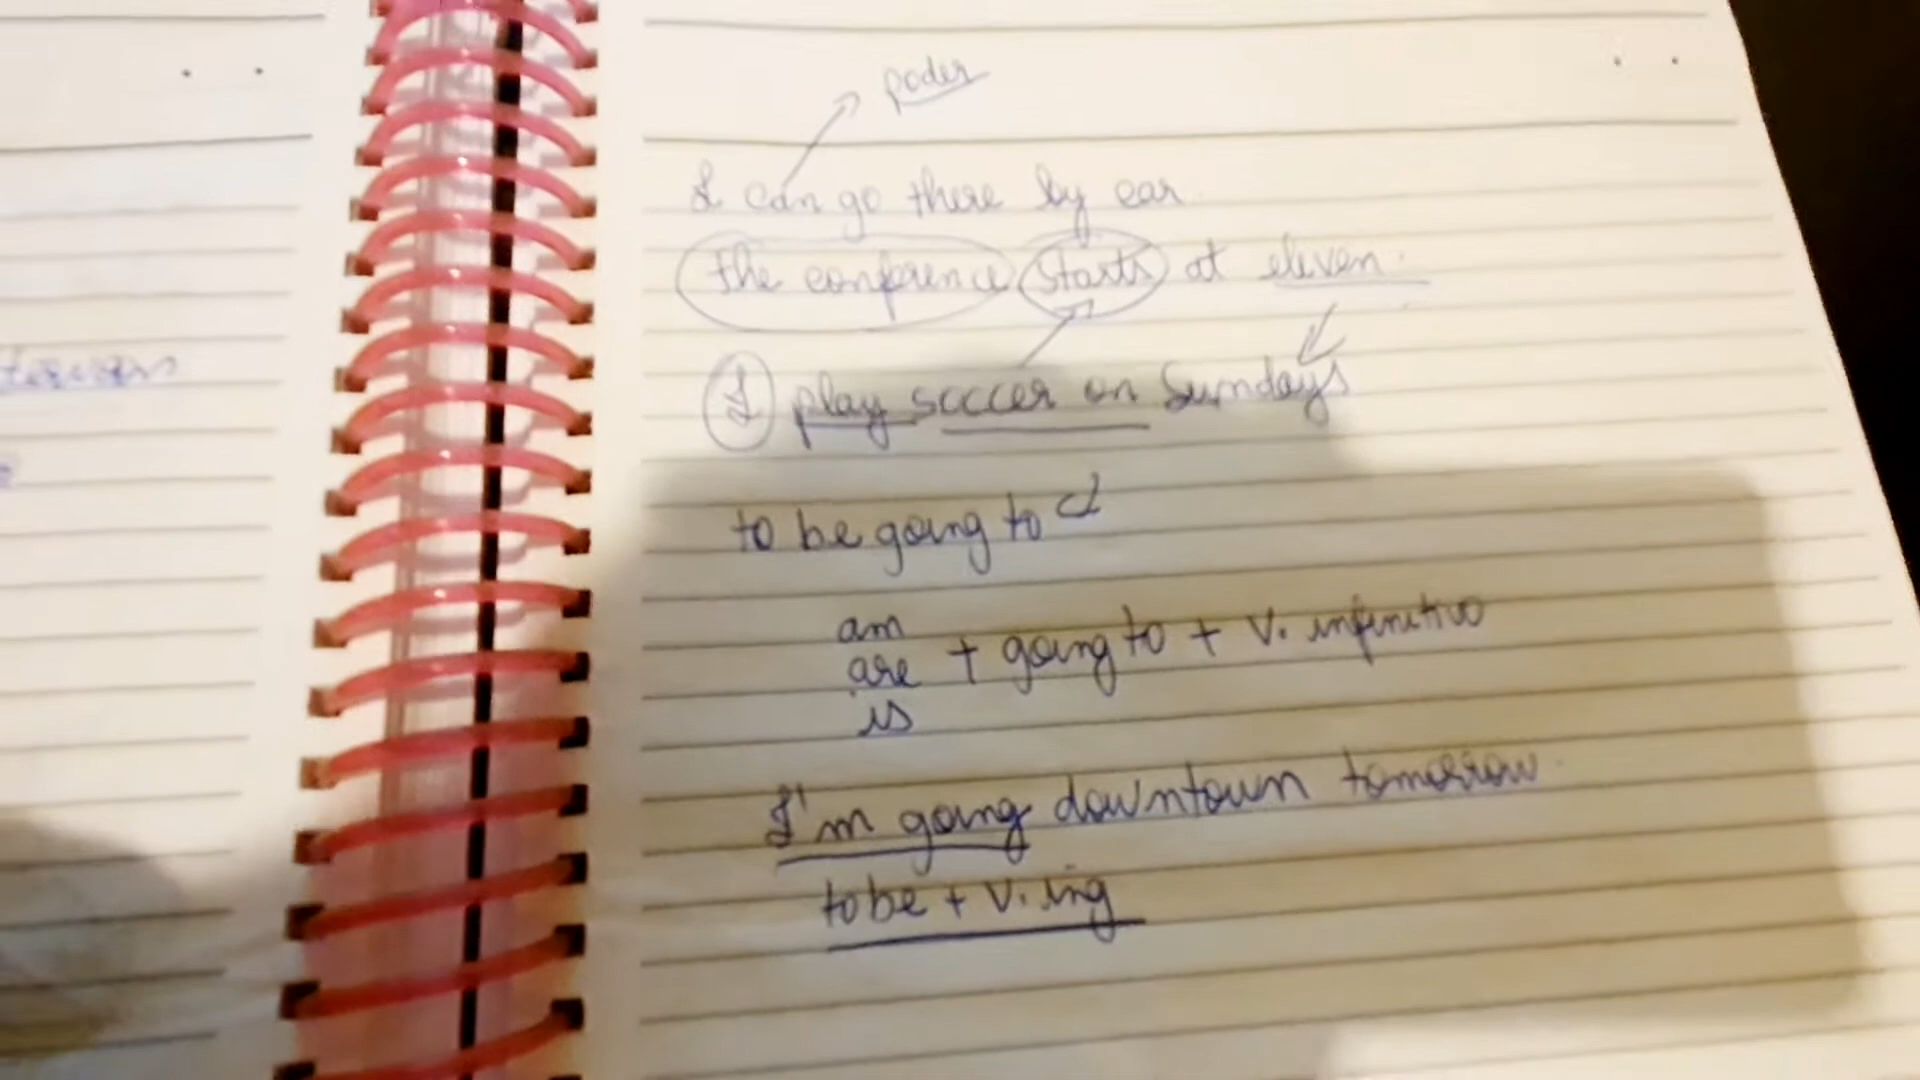 poder
I can go there by car
the conference starts at eleven.
I play soccer on Sundays
to be going to
am
are + going to + v. infinitivo
is
I'm going downtown tomorrow.
to be + v. ing